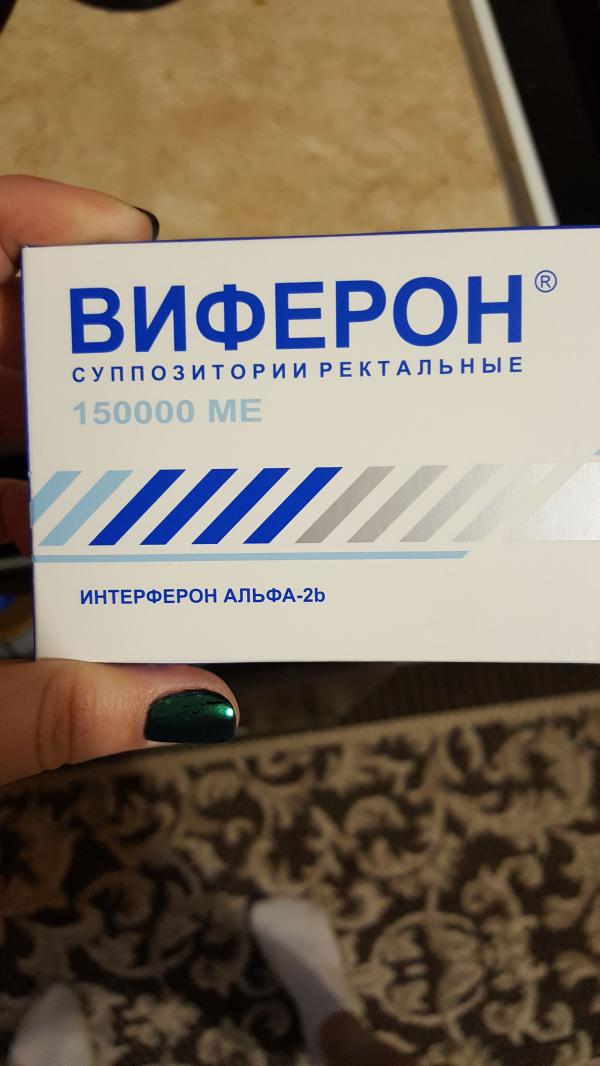 ВИФЕРОН®
СУППОЗИТОРИИ РЕКТАЛЬНЫЕ
150000 МЕ
ИНТЕРФЕРОН АЛЬФА-2b